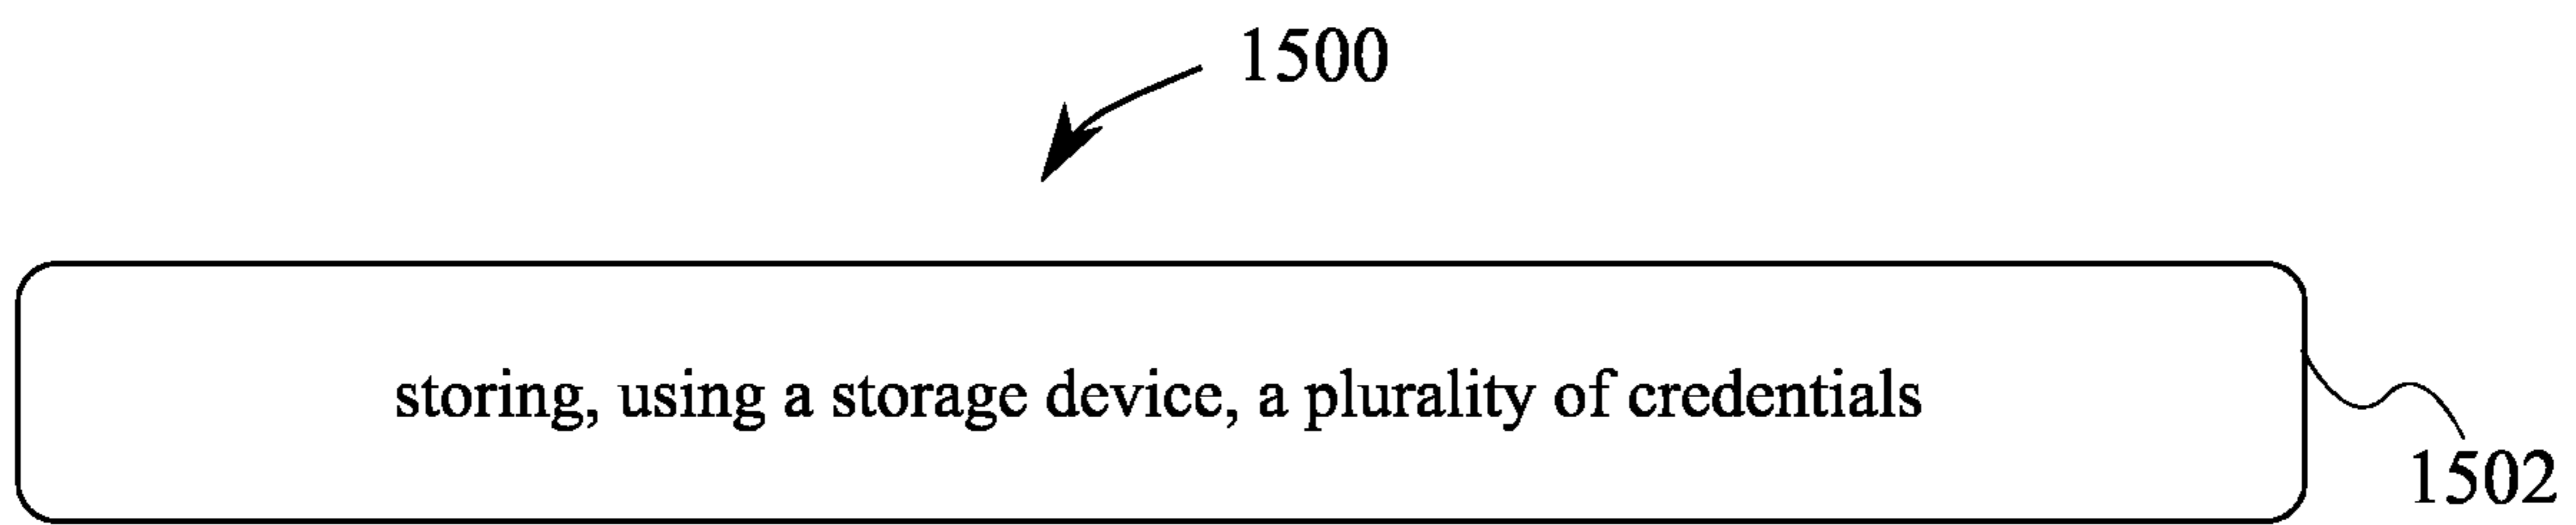 1500
storing, using a storage device, a plurality of credentials
1502